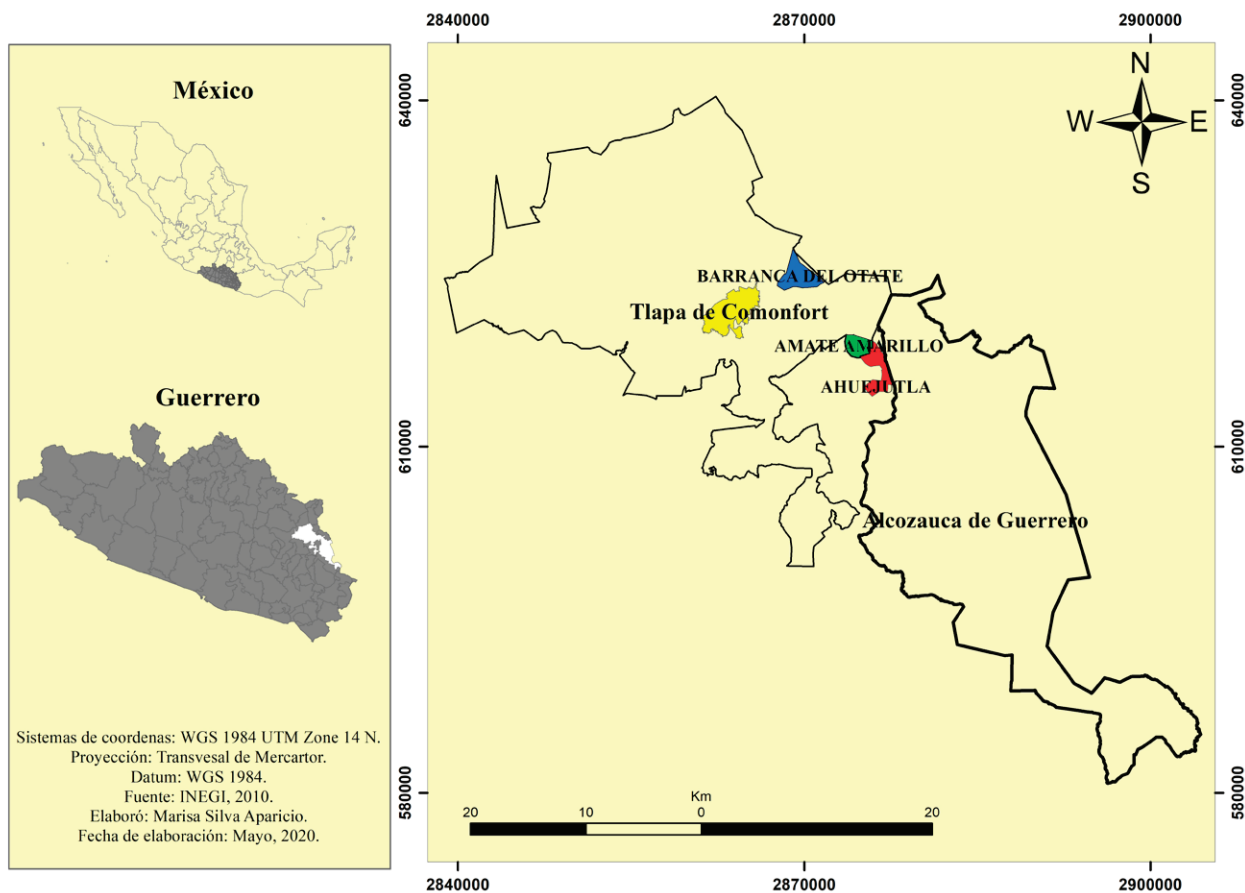 México
Guerrero
Sistemas de coordenas: WGS 1984 UTM Zone 14 N.
Proyección: Transvesal de Mercartor.
Datum: WGS 1984.
Fuente: INEGI, 2010.
Elaboró: Marisa Silva Aparicio.
Fecha de elaboración: Mayo, 2020.
2840000 2870000 2900000
640000 640000
N
W E
S
BARRANCA DEL OTATE
Tlapa de Comonfort
AMATE AMARILLO
AHUEJUTLA
610000 610000
Alcozauca de Guerrero
580000 580000
Km
20 10 0 20
2840000 2870000 2900000